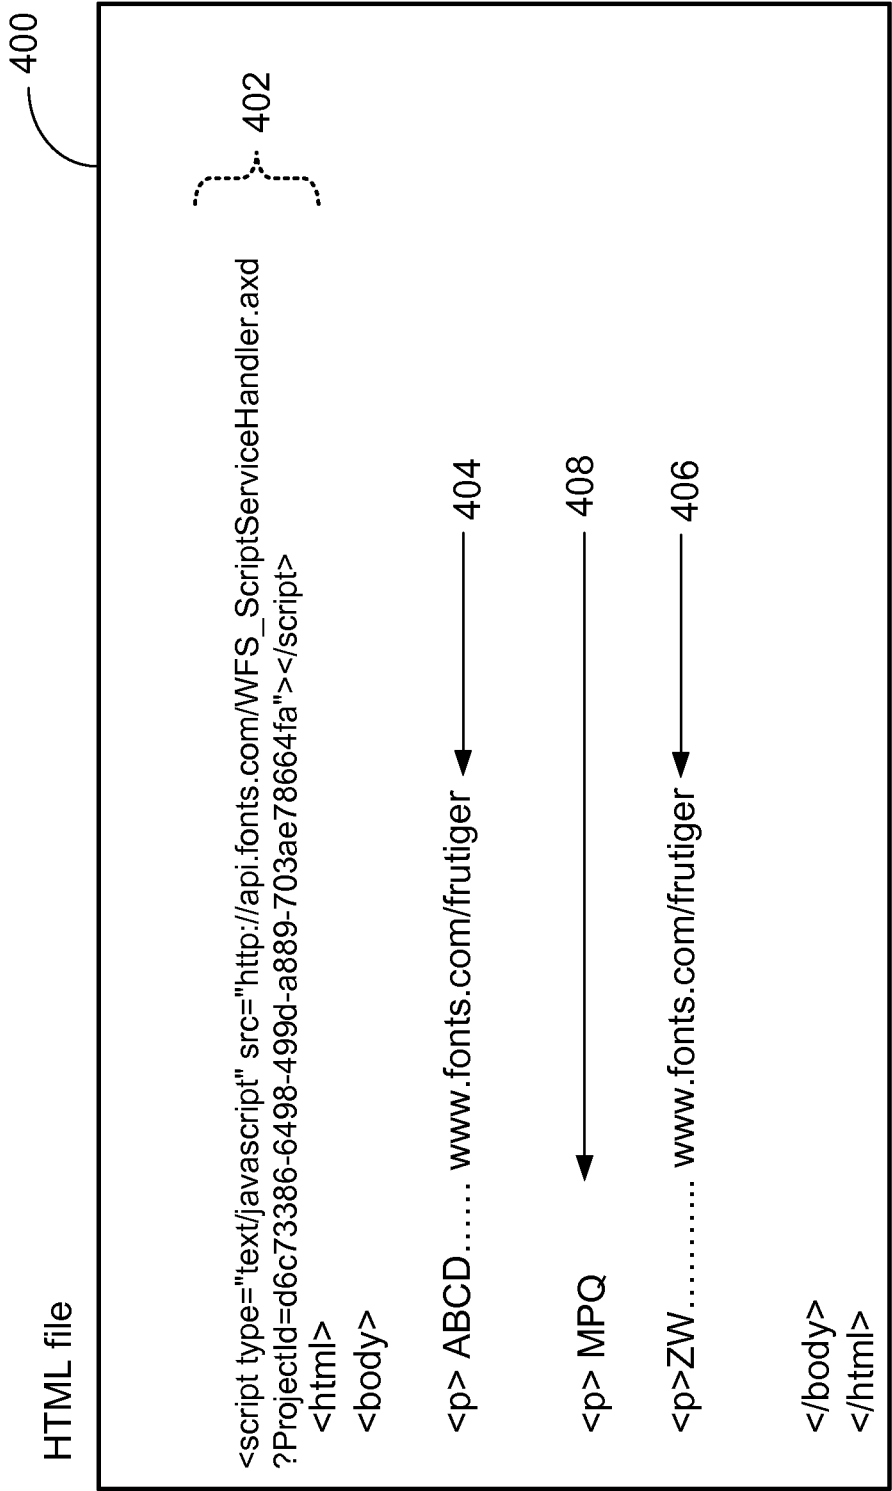 HTML file
400
<script type="text/javascript" src="http://api.fonts.com/WFS_ScriptServiceHandler.axd
?ProjectId=d6c73386-6498-499d-a889-703ae78664fa"></script>
402
<html>
<body>
<p> ABCD...... www.fonts.com/frutiger 404
<p> MPQ 408
<p>ZW............ www.fonts.com/frutiger 406
</body>
</html>